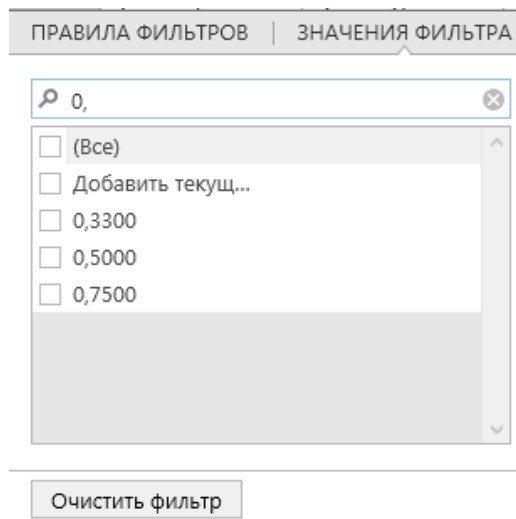 ПРАВИЛА ФИЛЬТРОВ | ЗНАЧЕНИЯ ФИЛЬТРА
0,
(Все)
Добавить текущ...
0,3300
0,5000
0,7500
Очистить фильтр